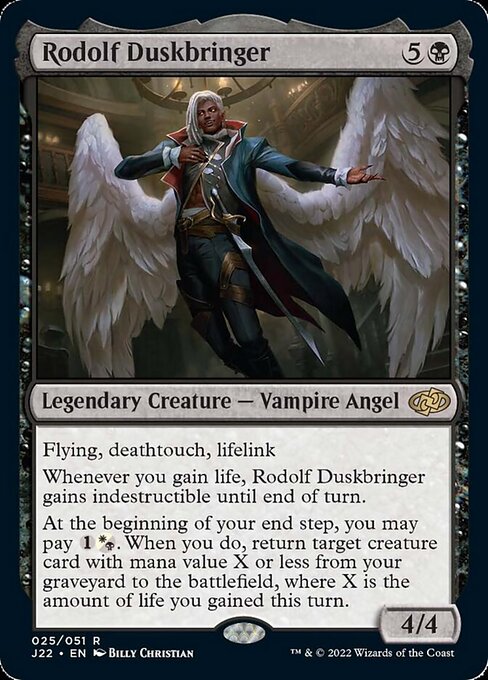 Rodolf Duskbringer 5
Legendary Creature — Vampire Angel
Flying, deathtouch, lifelink
Whenever you gain life, Rodolf Duskbringer
gains indestructible until end of turn.
At the beginning of your end step, you may
pay 1 . When you do, return target creature
card with mana value X or less from your
graveyard to the battlefield, where X is the
amount of life you gained this turn.
4/4
025/051 R
J22 • EN Billy Christian
™ & © 2022 Wizards of the Coast